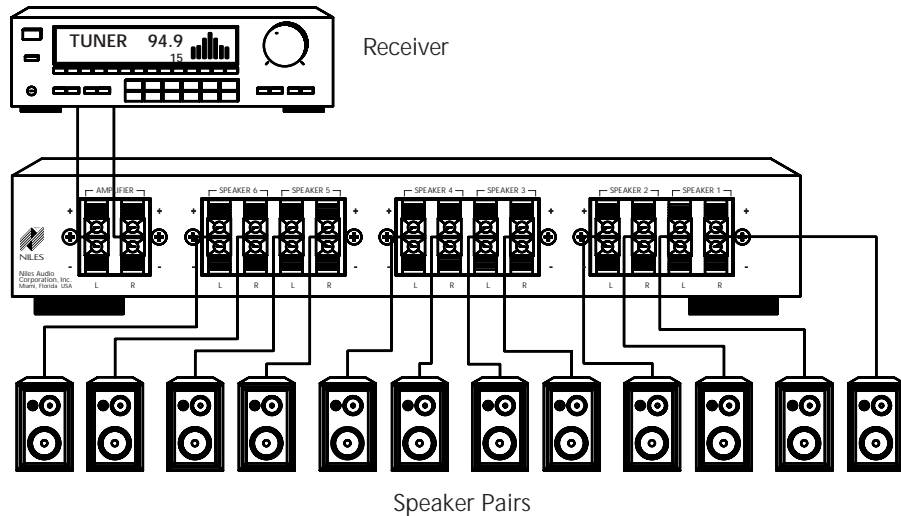 TUNER 94.9
15
Receiver
AMPLIFIER SPEAKER 6 SPEAKER 5 SPEAKER 4 SPEAKER 3 SPEAKER 2 SPEAKER 1
+ + + + + + + +
NILES
- - - - - - - -
Niles Audio
Corporation, Inc.
Miami, Florida USA
L R L R L R L R L R L R L R
Speaker Pairs